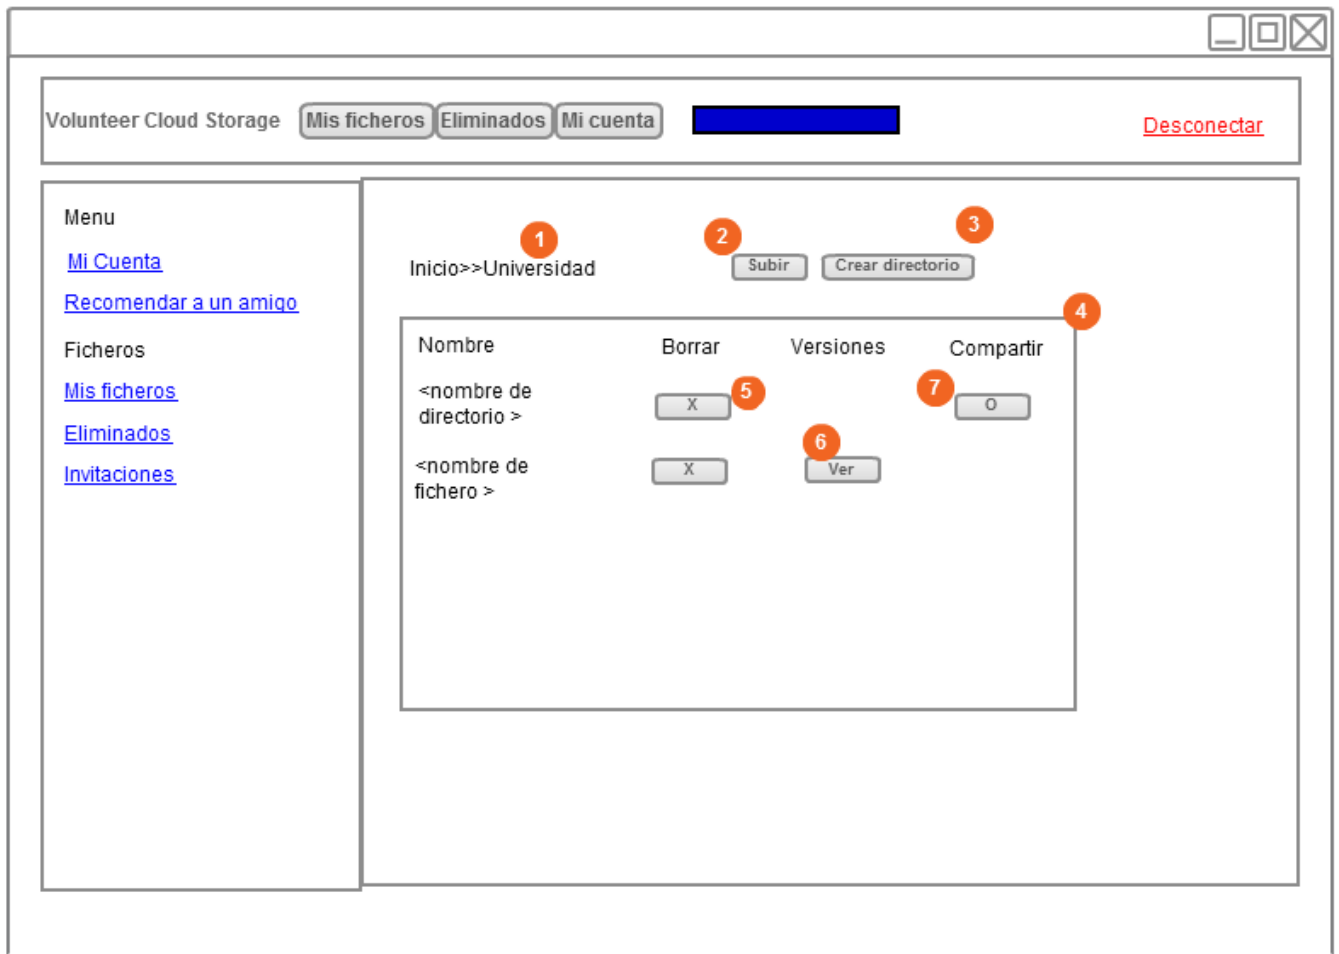 Volunteer Cloud Storage Mis ficheros Eliminados Mi cuenta Desconectar
Menu
Mi Cuenta
Recomendar a un amigo
Ficheros
Mis ficheros
Eliminados
Invitaciones
1 2 3
Inicio>>Universidad Subir Crear directorio
4
Nombre Borrar Versiones Compartir
<nombre de
directorio > X 5 7 O
<nombre de
fichero > X 6 Ver